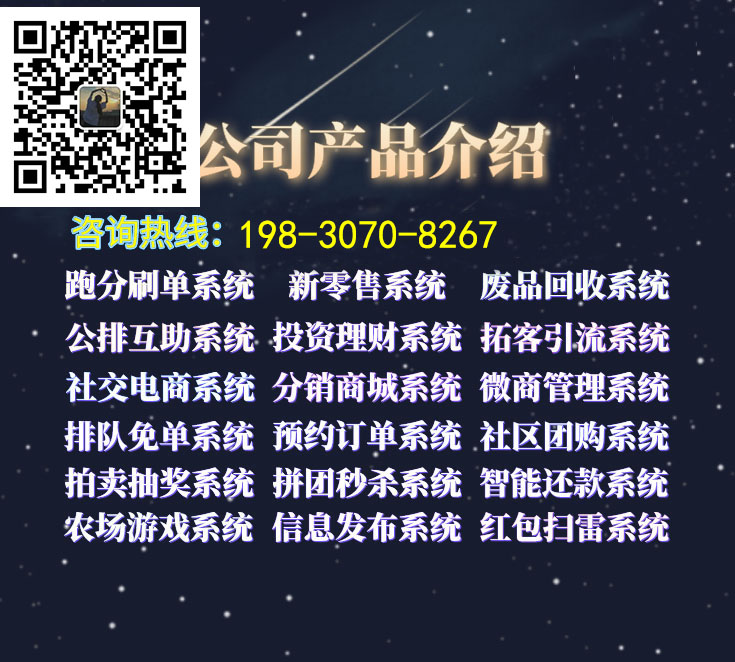 公司产品介绍
咨询热线：198-3070-8267
跑分刷单系统 新零售系统 废品回收系统
公排互助系统 投资理财系统 拓客引流系统
社交电商系统 分销商城系统 微商管理系统
排队免单系统 预约订单系统 社区团购系统
拍卖抽奖系统 拼团秒杀系统 智能还款系统
农场游戏系统 信息发布系统 红包扫雷系统